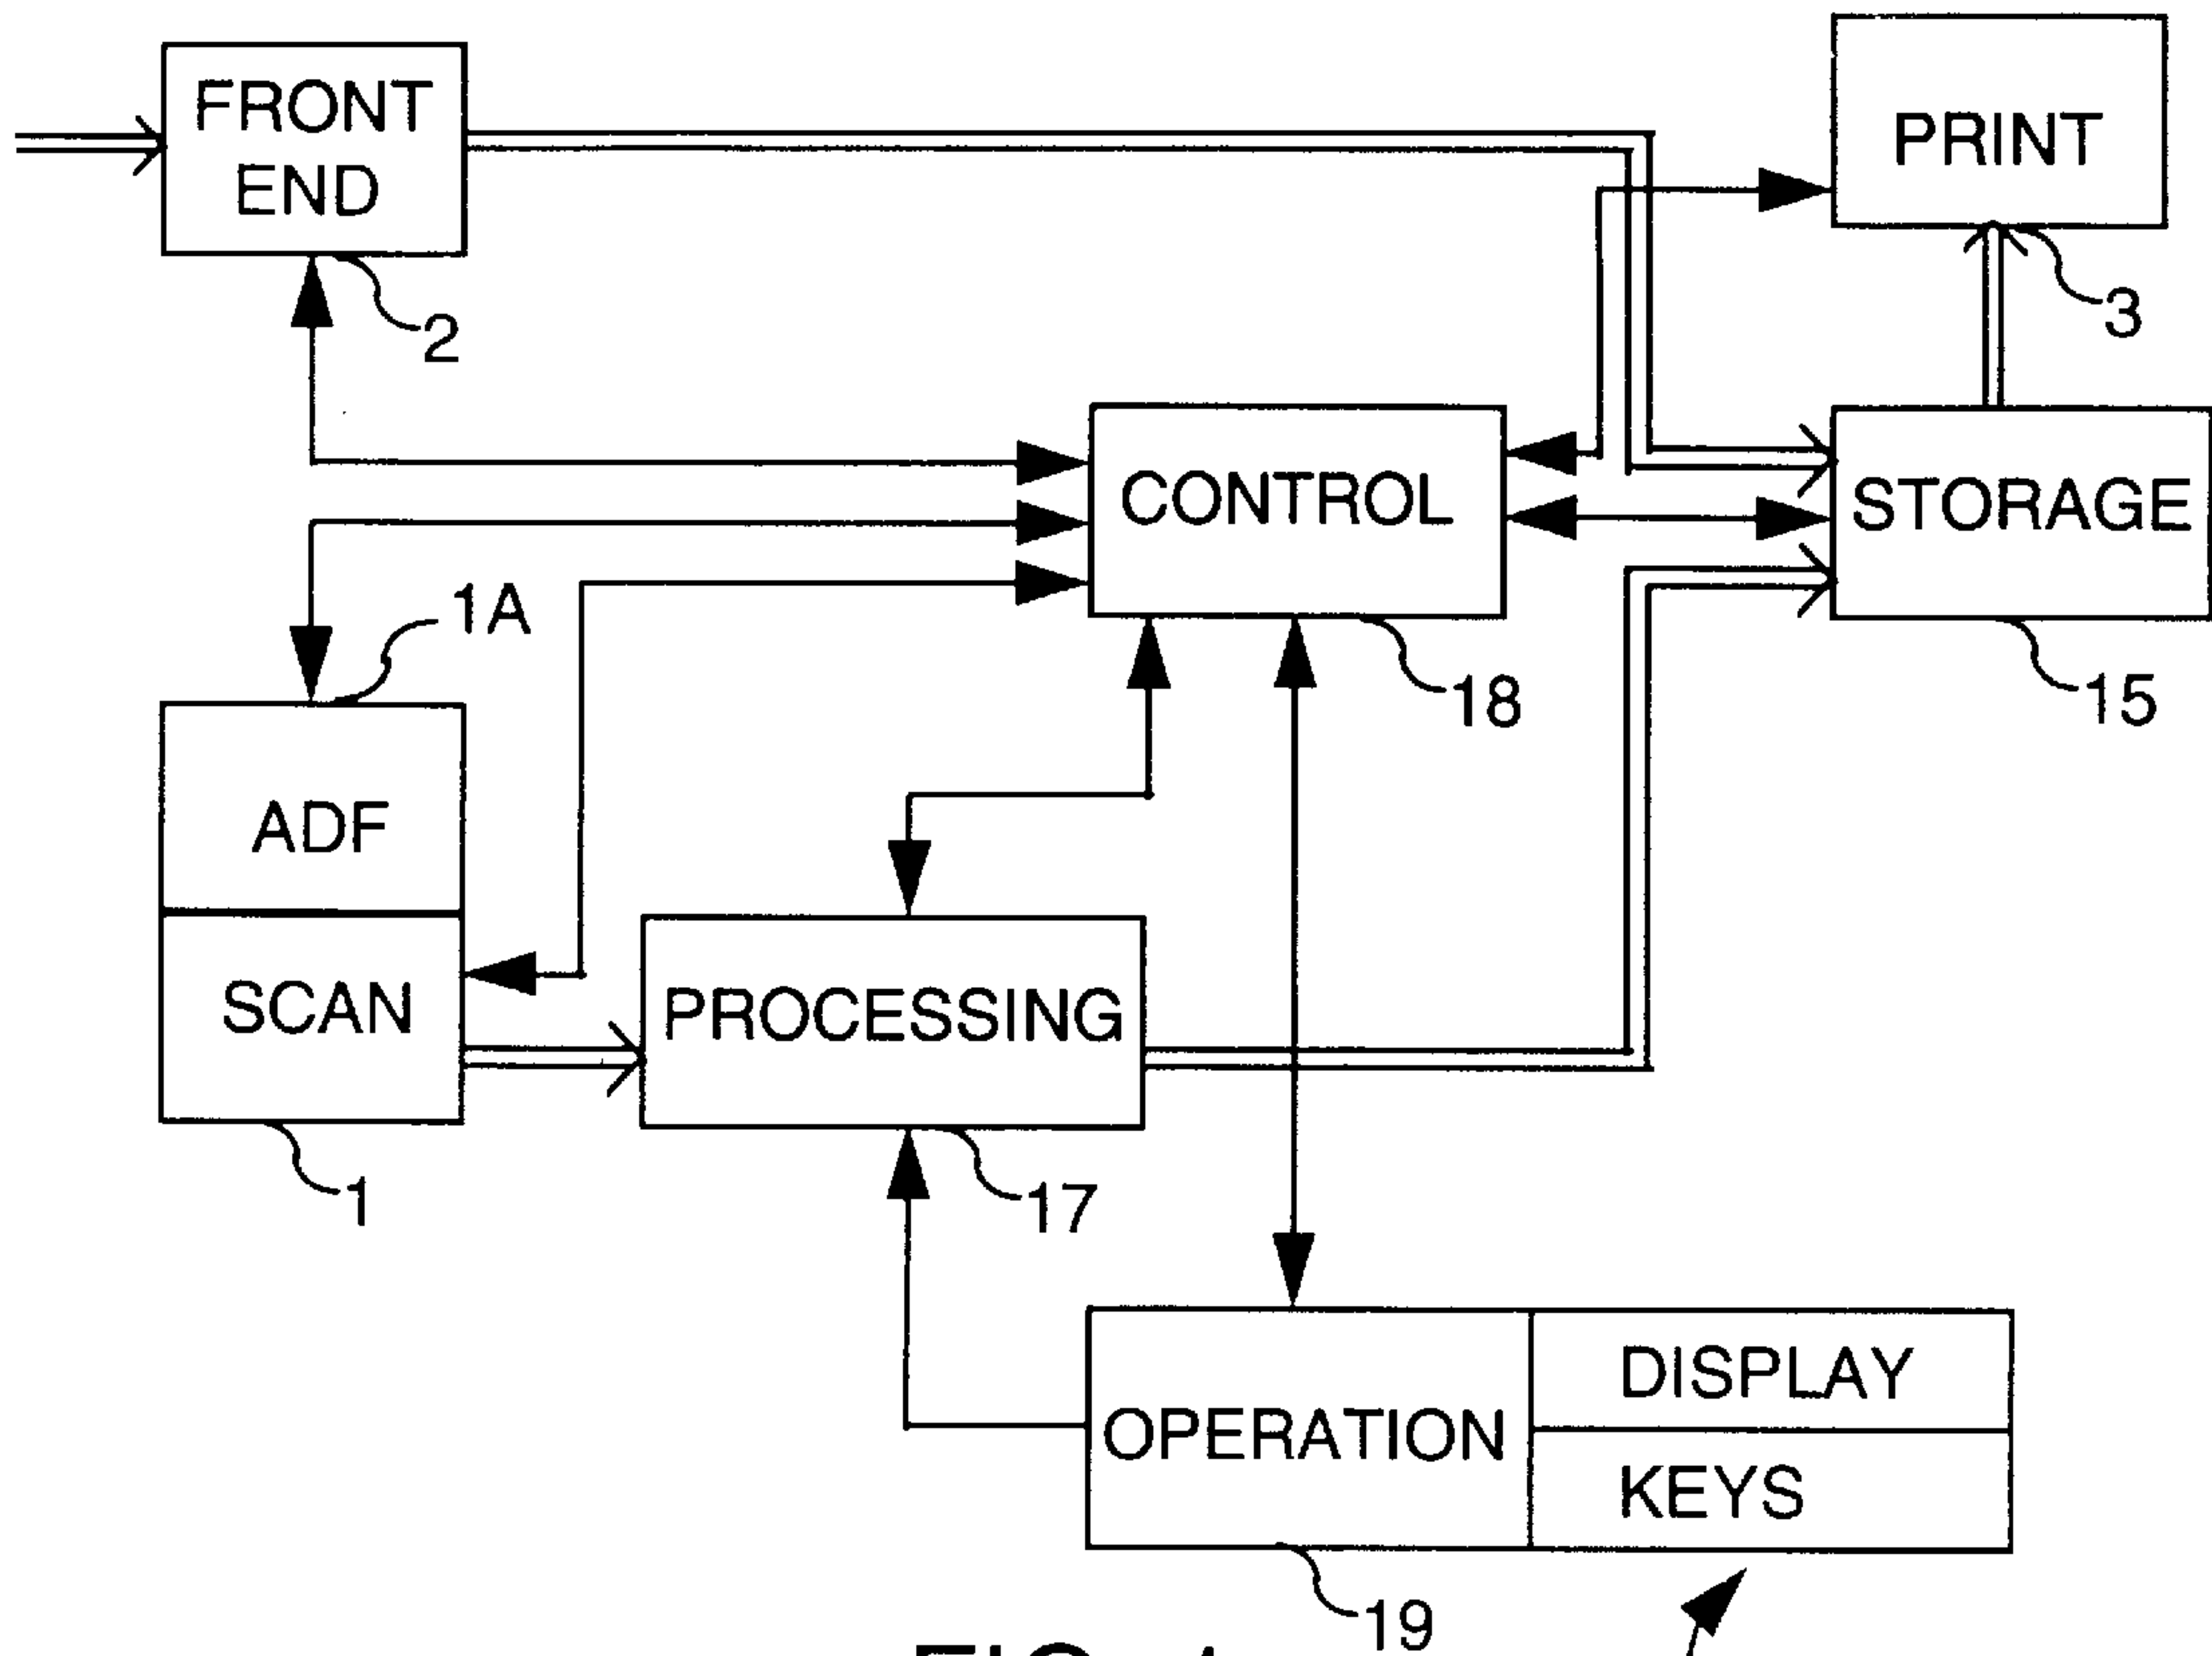 FRONT
END
2
PRINT
3
CONTROL
18
STORAGE
15
1A
ADF
SCAN
1
PROCESSING
17
OPERATION
DISPLAY
KEYS
19